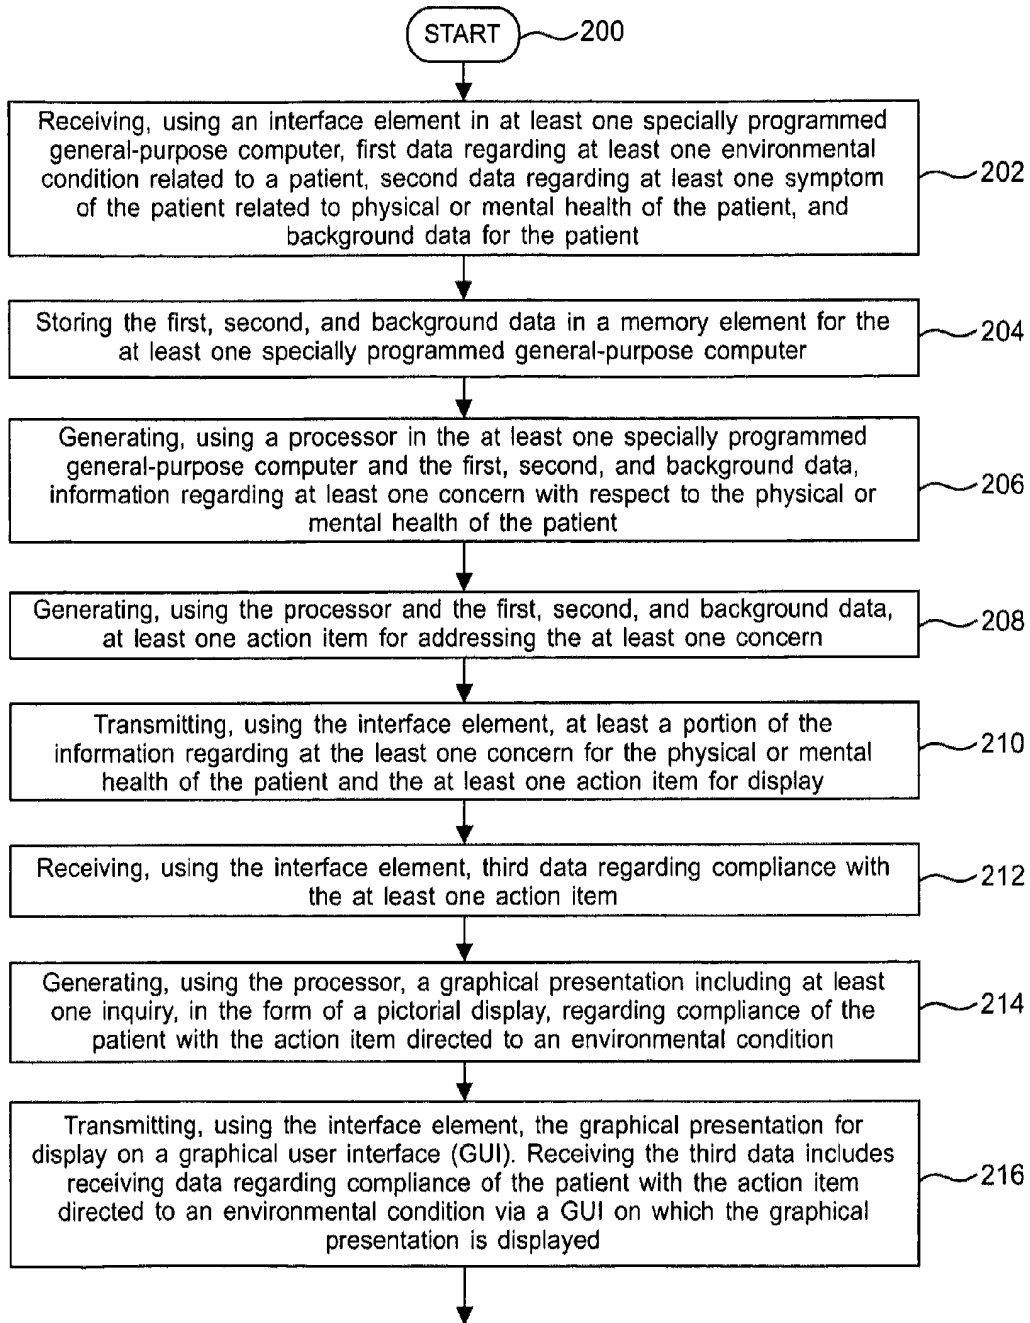 START
200
Receiving, using an interface element in at least one specially programmed
general-purpose computer, first data regarding at least one environmental
condition related to a patient, second data regarding at least one symptom
of the patient related to physical or mental health of the patient, and
background data for the patient
202
Storing the first, second, and background data in a memory element for the
at least one specially programmed general-purpose computer
204
Generating, using a processor in the at least one specially programmed
general-purpose computer and the first, second, and background data,
information regarding at least one concern with respect to the physical or
mental health of the patient
206
Generating, using the processor and the first, second, and background data,
at least one action item for addressing the at least one concern
208
Transmitting, using the interface element, at least a portion of the
information regarding at the least one concern for the physical or mental
health of the patient and the at least one action item for display
210
Receiving, using the interface element, third data regarding compliance with
the at least one action item
212
Generating, using the processor, a graphical presentation including at least
one inquiry, in the form of a pictorial display, regarding compliance of the
patient with the action item directed to an environmental condition
214
Transmitting, using the interface element, the graphical presentation for
display on a graphical user interface (GUI). Receiving the third data includes
receiving data regarding compliance of the patient with the action item
directed to an environmental condition via a GUI on which the graphical
presentation is displayed
216